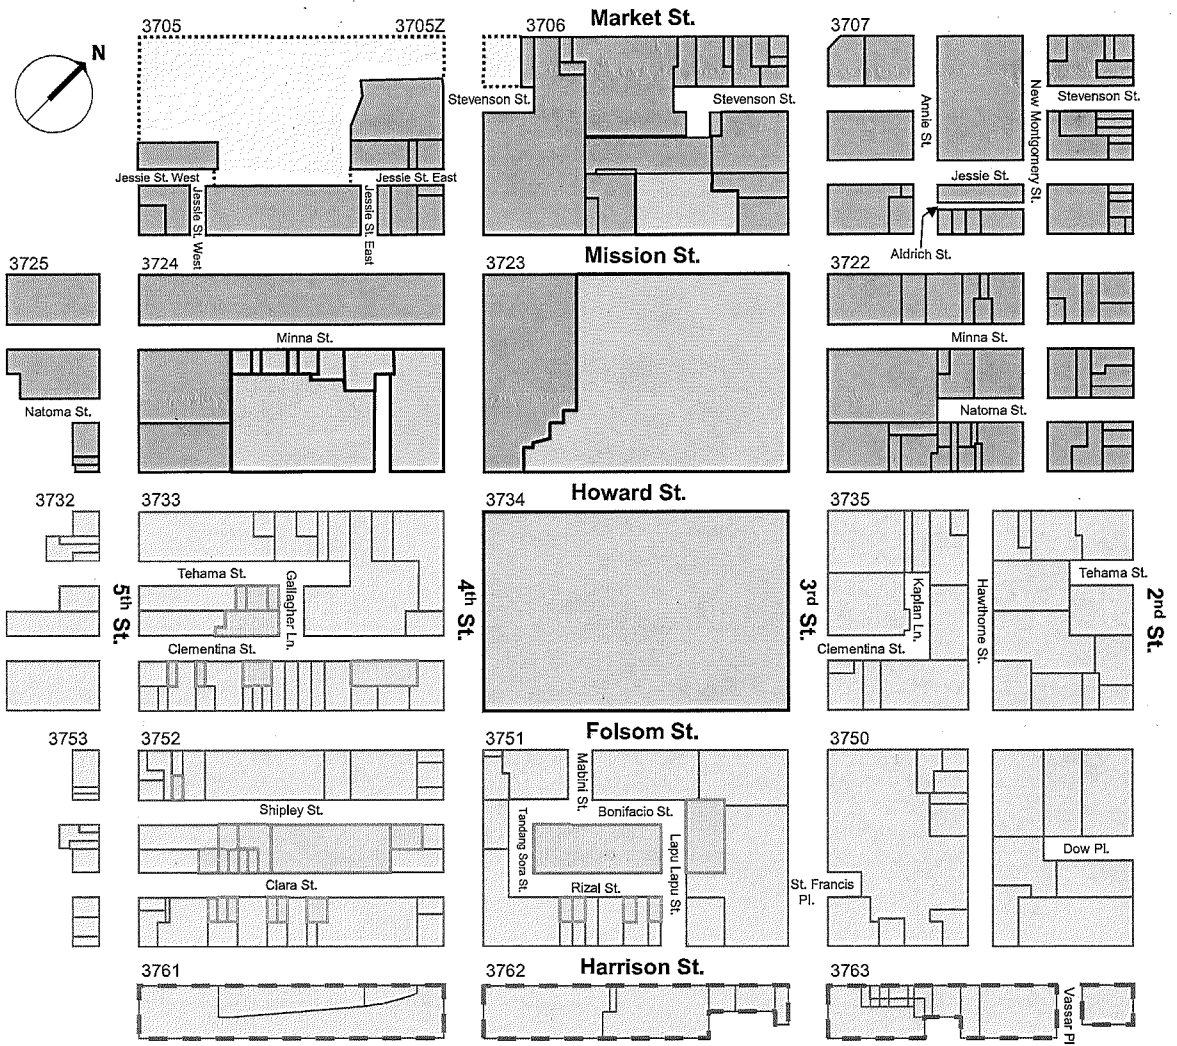 3705
3705Z
3706
Market St.
3707
N
Stevenson St.
Stevenson St.
Annie St.
New Montgomery St.
Stevenson St.
Jessie St. West
Jessie St. East
Jessie St.
Jessie St. West
Jessie St. East
Aldrich St.
3725
3724
3723
Mission St.
3722
Minna St.
Minna St.
Natoma St.
Natoma St.
3732
3733
3734
Howard St.
3735
Tehama St.
Gallagher Ln.
Kaplan Ln.
Hawthorne St.
Tehama St.
5th St.
4th St.
3rd St.
2nd St.
Clementina St.
Clementina St.
3753
3752
3751
Folsom St.
3750
Mabini St.
Shipley St.
Tandang Sora St.
Bonifacio St.
Lapu Lapu St.
Dow Pl.
Clara St.
Rizal St.
St. Francis
Pl.
3761
3762
Harrison St.
3763
Vassar Pl